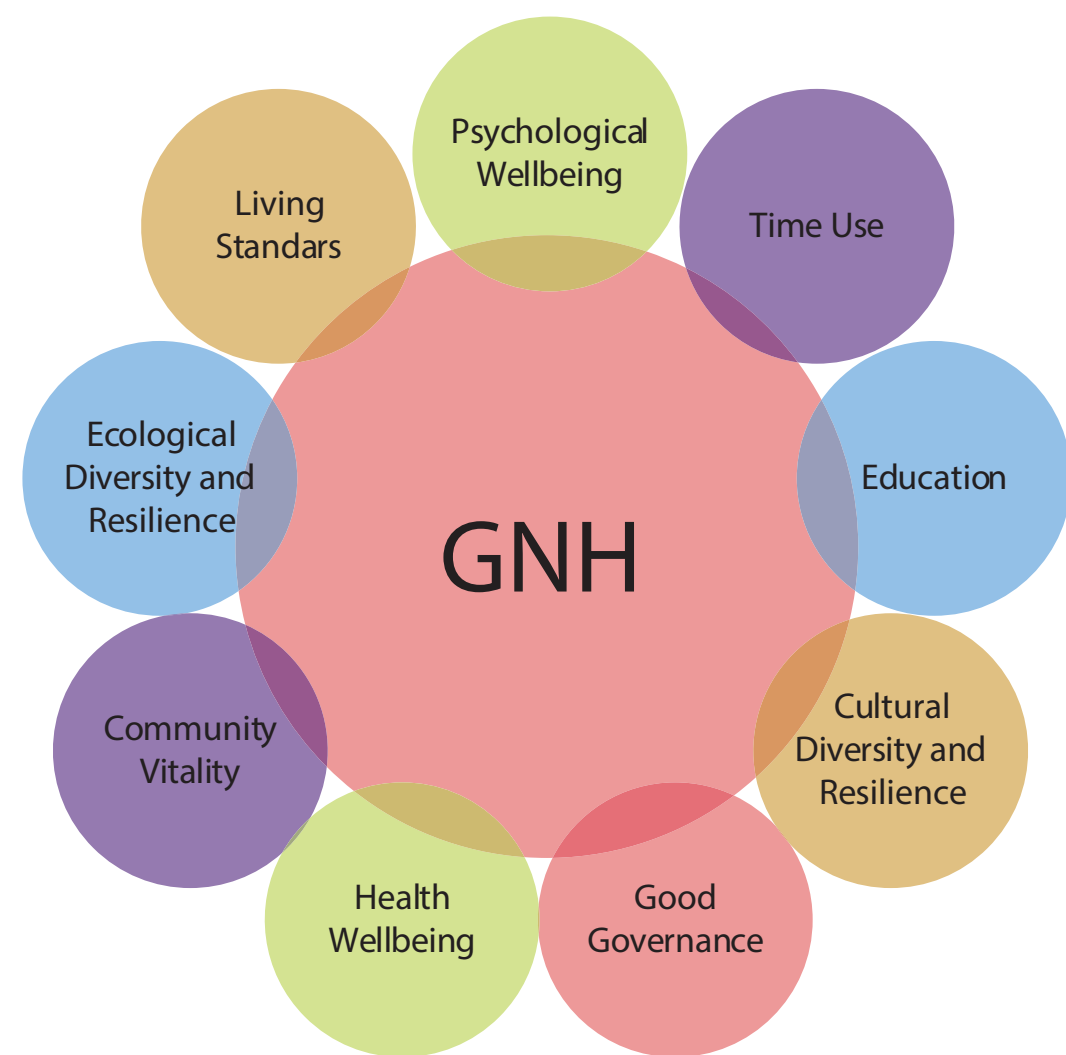 Psychological
Wellbeing
Time Use
Education
Cultural
Diversity and
Resilience
Good
Governance
Health
Wellbeing
Community
Vitality
Ecological
Diversity and
Resilience
Living
Standars
GNH